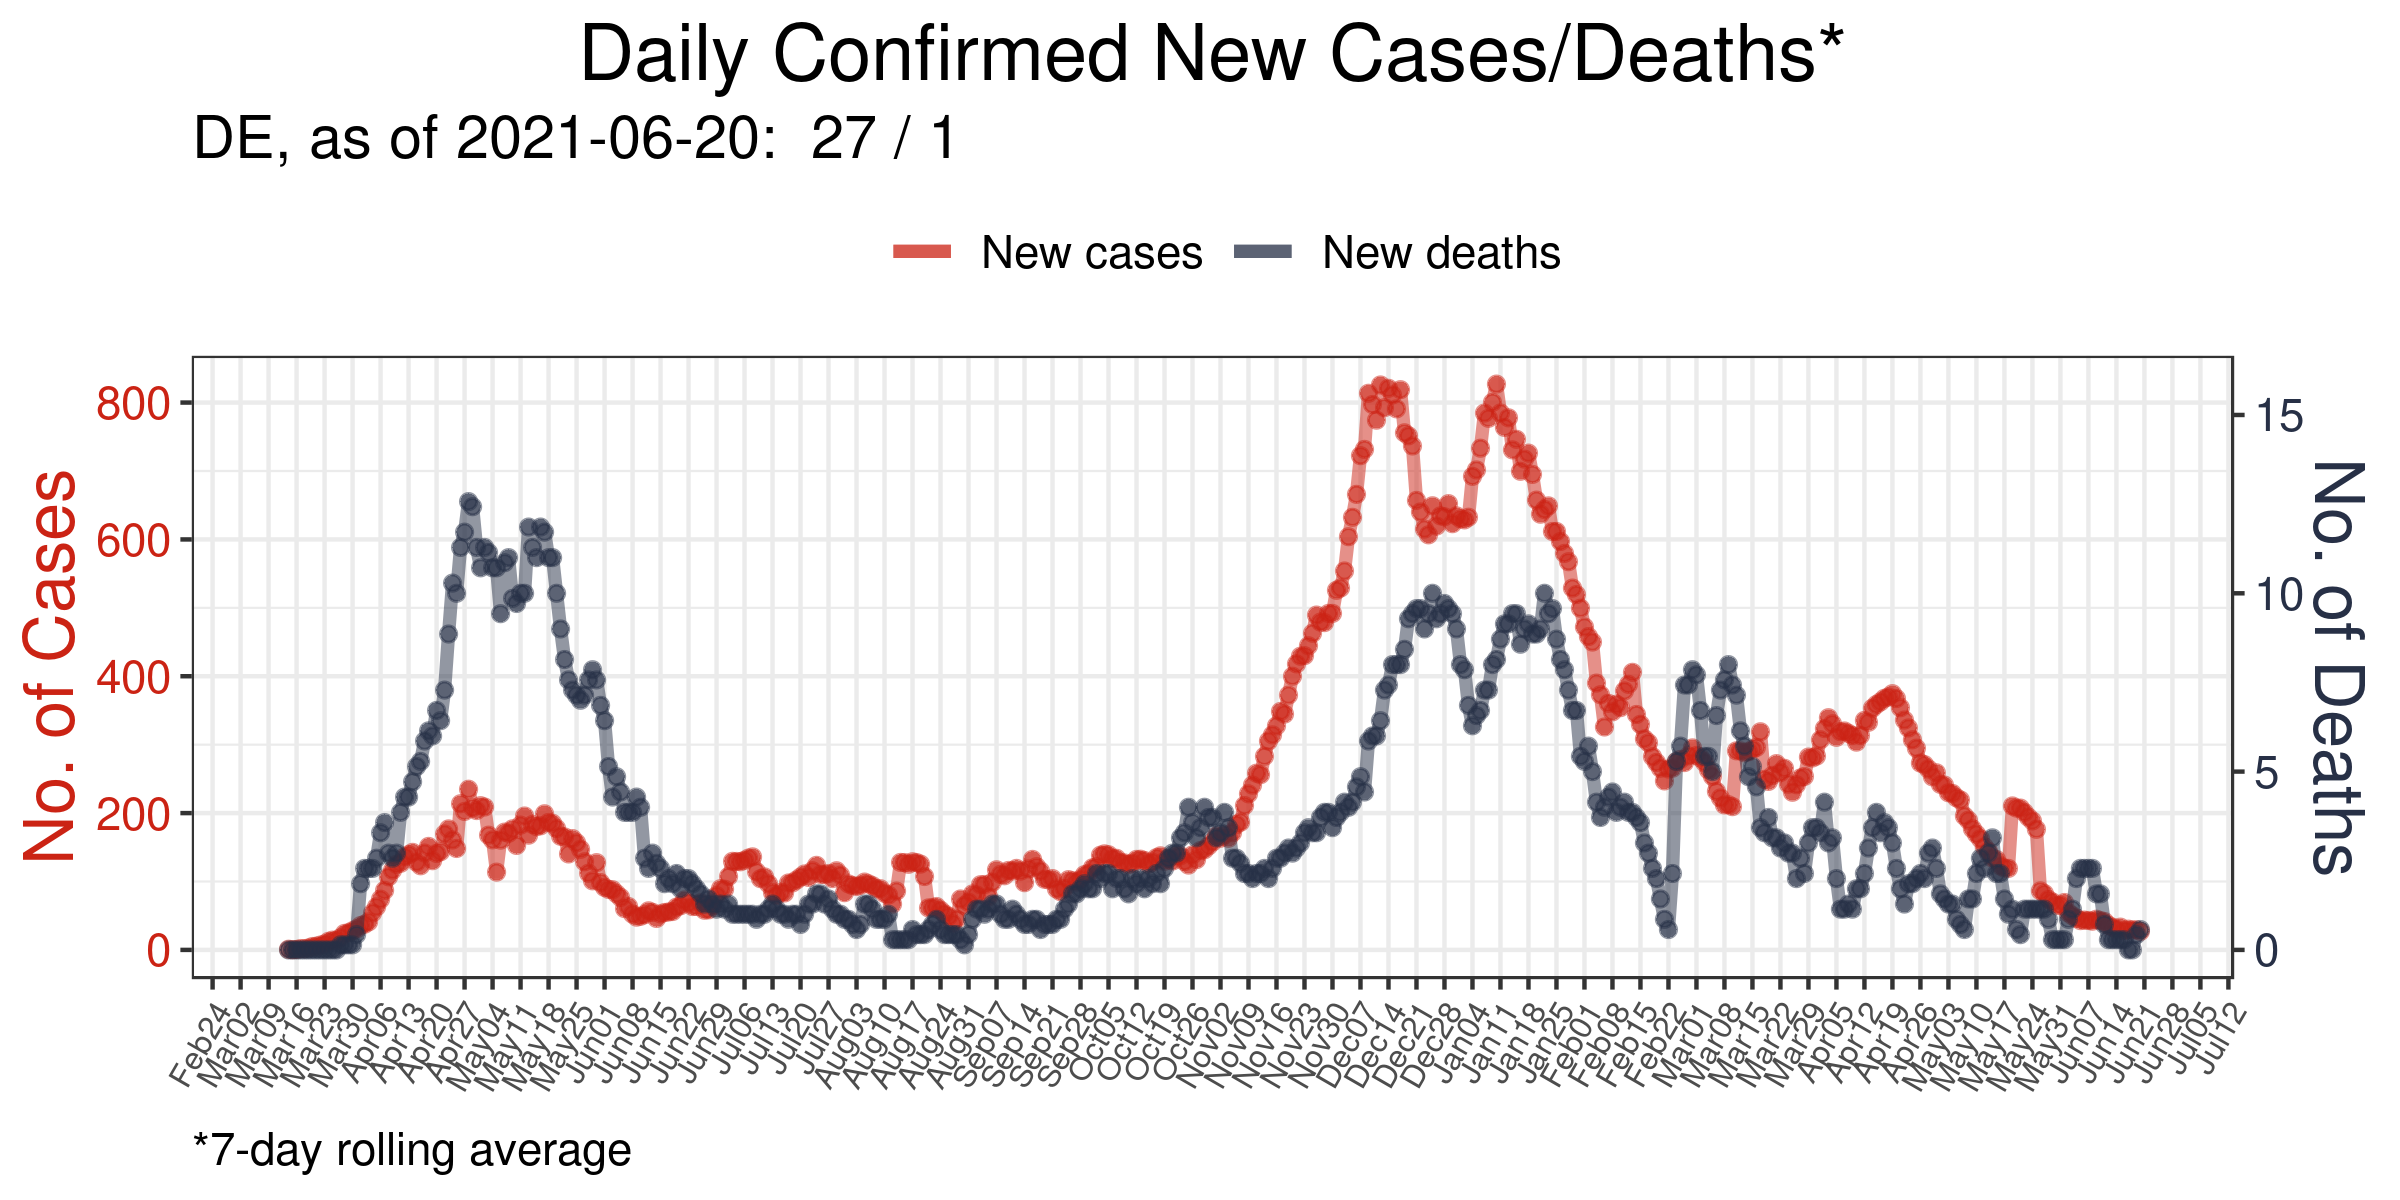 Daily Confirmed New Cases/Deaths*
DE, as of 2021-06-20:  27 / 1
New cases
New deaths
No. of Cases
800
600
400
200
0
15
10
5
0
No. of Deaths
Feb24
Mar02
Mar09
Mar16
Mar23
Mar30
Apr06
Apr13
Apr20
Apr27
May04
May11
May18
May25
Jun01
Jun08
Jun15
Jun22
Jun29
Jul06
Jul13
Jul20
Jul27
Aug03
Aug10
Aug17
Aug24
Aug31
Sep07
Sep14
Sep21
Sep28
Oct05
Oct12
Oct19
Oct26
Nov02
Nov09
Nov16
Nov23
Nov30
Dec07
Dec14
Dec21
Dec28
Jan04
Jan11
Jan18
Jan25
Feb01
Feb08
Feb15
Feb22
Mar01
Mar08
Mar15
Mar22
Mar29
Apr05
Apr12
Apr19
Apr26
May03
May10
May17
May24
May31
Jun07
Jun14
Jun21
Jun28
Jul05
Jul12
*7-day rolling average